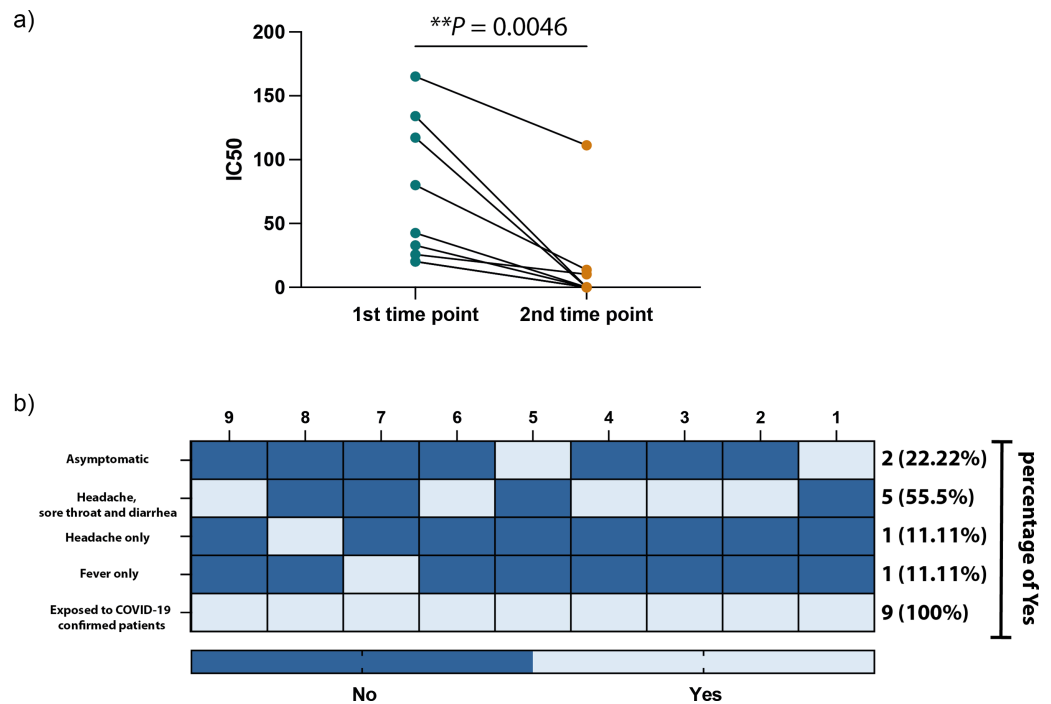 a)
**P = 0.0046
200
150
100
50
0
IC50
1st time point 2nd time point
b)
9 8 7 6 5 4 3 2 1
Asymptomatic
2 (22.22%)
Headache,
sore throat and diarrhea
5 (55.5%)
Headache only
1 (11.11%)
Fever only
1 (11.11%)
Exposed to COVID-19
confirmed patients
9 (100%)
percentage of Yes
No Yes